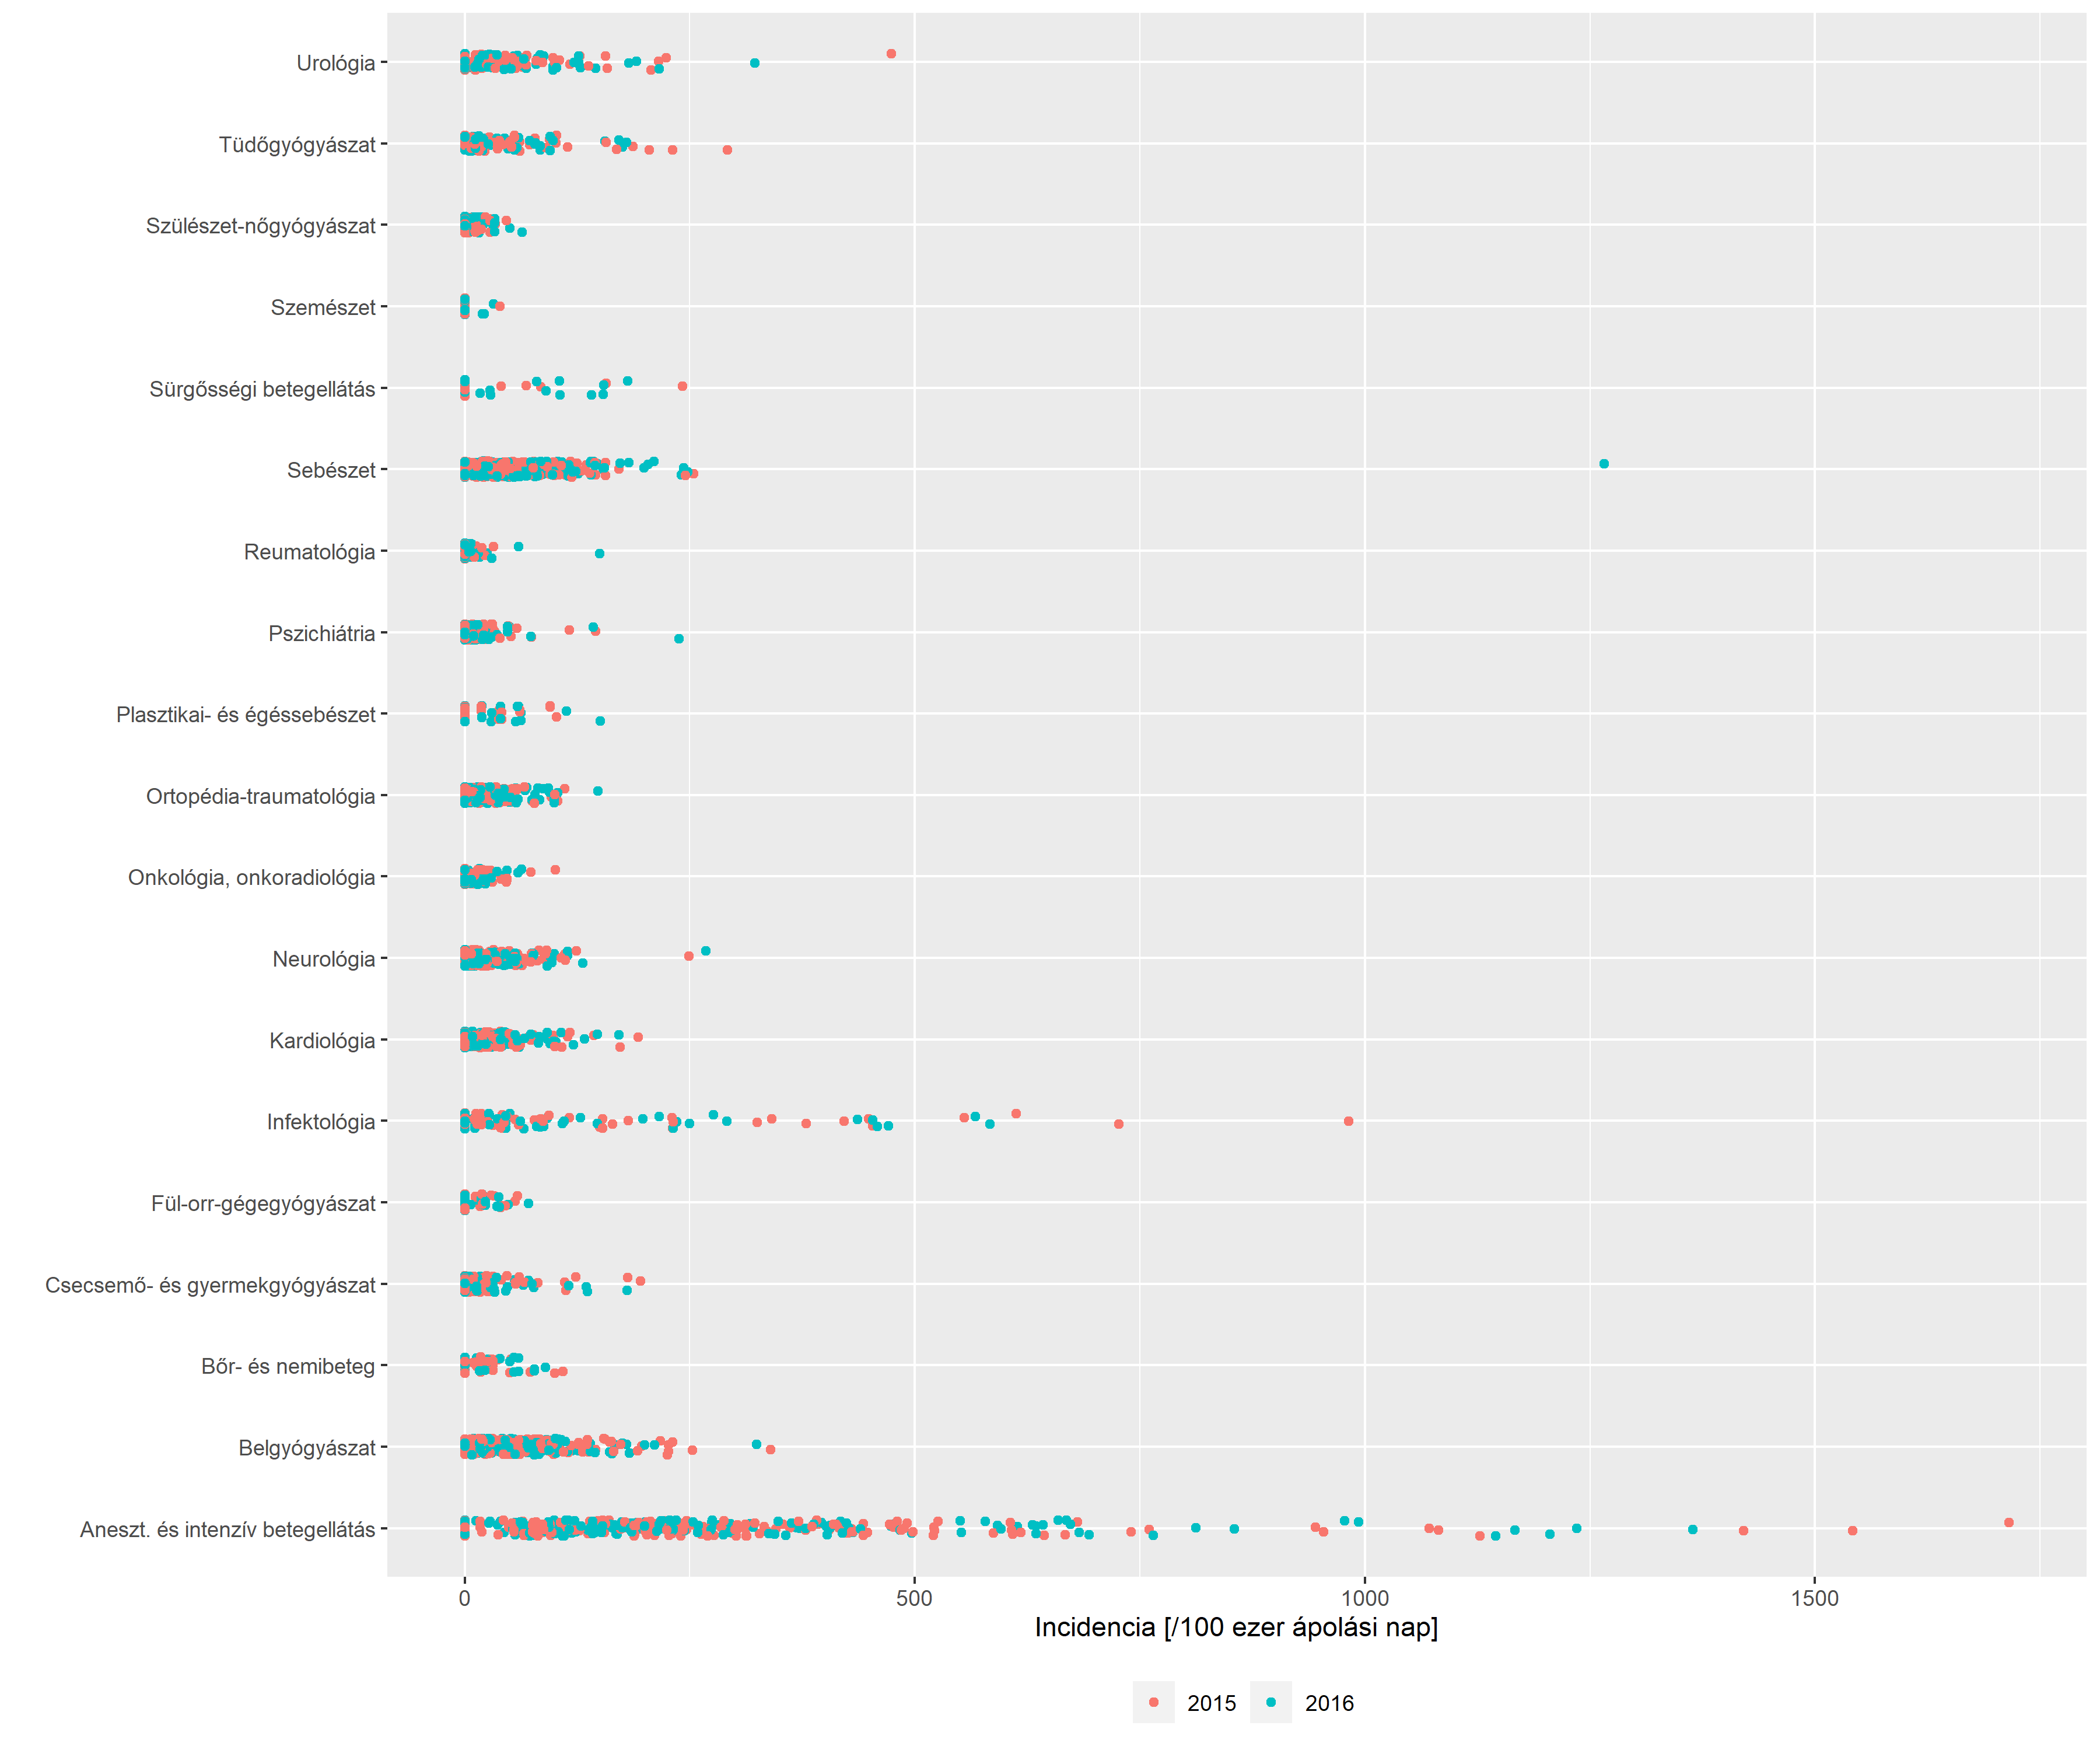 Urológia
Tüdőgyógyászat
Szülészet-nőgyógyászat
Szemészet
Sürgősségi betegellátás
Sebészet
Reumatológia
Pszichiátria
Plasztikai- és égéssebészet
Ortopédia-traumatológia
Onkológia, onkoradiológia
Neurológia
Kardiológia
Infektológia
Fül-orr-gégegyógyászat
Csecsemő- és gyermekgyógyászat
Bőr- és nemibeteg
Belgyógyászat
Aneszt. és intenzív betegellátás
0 500 1000 1500
Incidencia [/100 ezer ápolási nap]
2015 2016